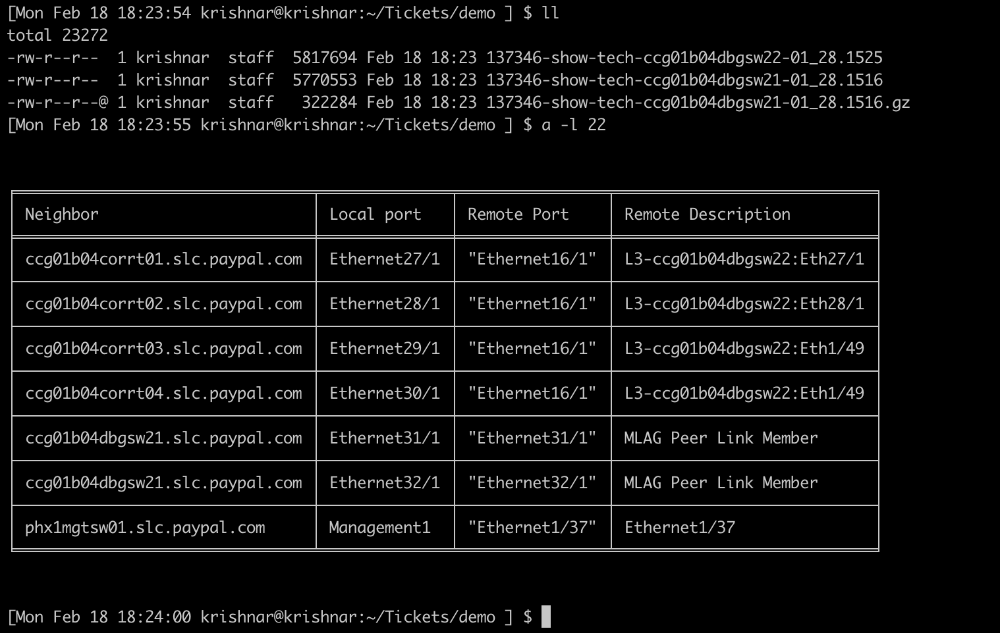 [Mon Feb 18 18:23:54 krishnar@krishnar:~/Tickets/demo ] $ ll
total 23272
-rw-r--r--  1 krishnar  staff  5817694 Feb 18 18:23 137346-show-tech-ccg01b04dbgsw22-01_28.1525
-rw-r--r--  1 krishnar  staff  5770553 Feb 18 18:23 137346-show-tech-ccg01b04dbgsw21-01_28.1516
-rw-r--r--@ 1 krishnar  staff   322284 Feb 18 18:23 137346-show-tech-ccg01b04dbgsw21-01_28.1516.gz
[Mon Feb 18 18:23:55 krishnar@krishnar:~/Tickets/demo ] $ a -l 22
Neighbor Local port Remote Port Remote Description
ccg01b04corrt01.slc.paypal.com Ethernet27/1 "Ethernet16/1" L3-ccg01b04dbgsw22:Eth27/1
ccg01b04corrt02.slc.paypal.com Ethernet28/1 "Ethernet16/1" L3-ccg01b04dbgsw22:Eth28/1
ccg01b04corrt03.slc.paypal.com Ethernet29/1 "Ethernet16/1" L3-ccg01b04dbgsw22:Eth1/49
ccg01b04corrt04.slc.paypal.com Ethernet30/1 "Ethernet16/1" L3-ccg01b04dbgsw22:Eth1/49
ccg01b04dbgsw21.slc.paypal.com Ethernet31/1 "Ethernet31/1" MLAG Peer Link Member
ccg01b04dbgsw21.slc.paypal.com Ethernet32/1 "Ethernet32/1" MLAG Peer Link Member
phx1mgtsw01.slc.paypal.com Management1 "Ethernet1/37" Ethernet1/37
[Mon Feb 18 18:24:00 krishnar@krishnar:~/Tickets/demo ] $